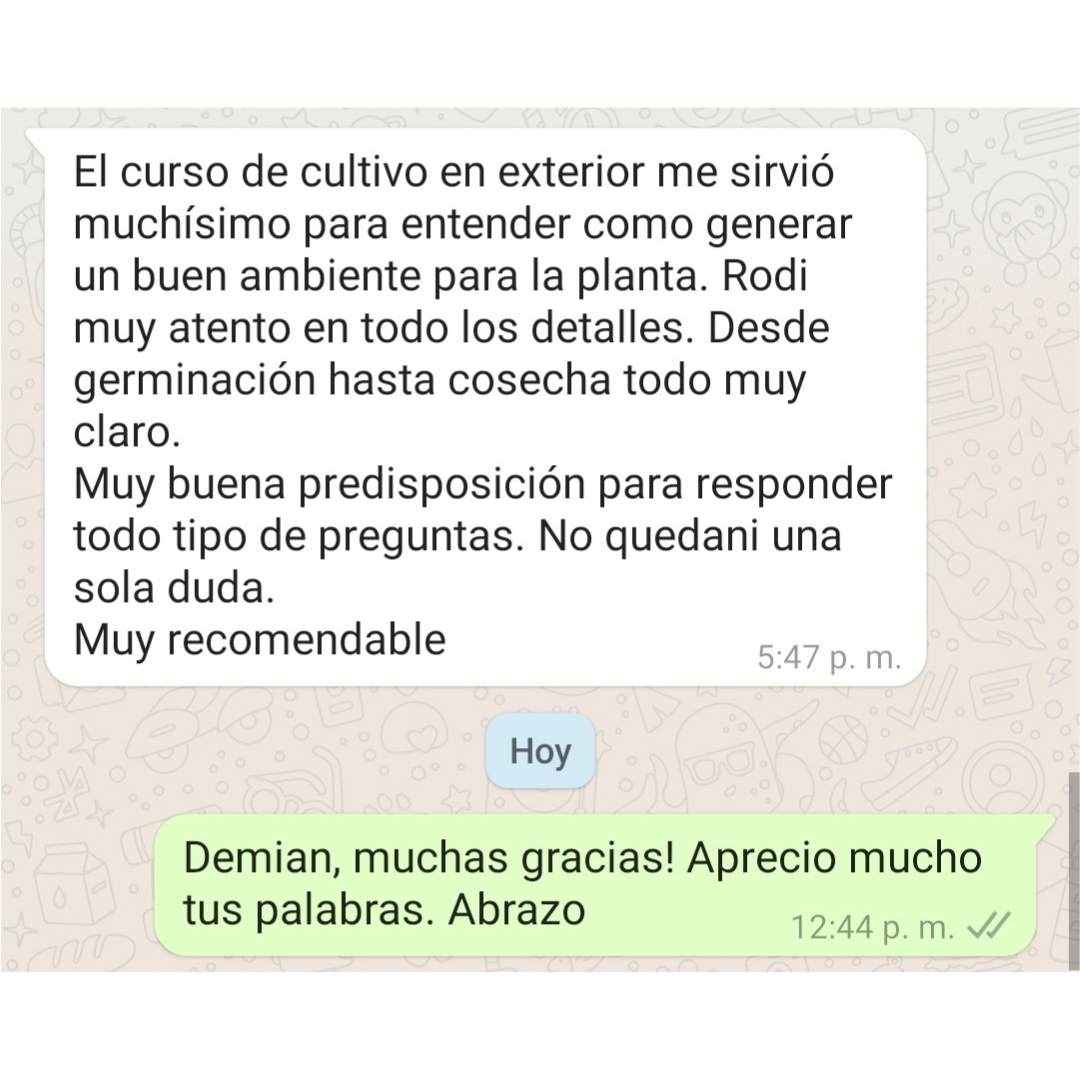 El curso de cultivo en exterior me sirvió
muchísimo para entender como generar
un buen ambiente para la planta. Rodi
muy atento en todo los detalles. Desde
germinación hasta cosecha todo muy
claro.
Muy buena predisposición para responder
todo tipo de preguntas. No quedani una
sola duda.
Muy recomendable
5:47 p. m.
Hoy
Demian, muchas gracias! Aprecio mucho
tus palabras. Abrazo
12:44 p. m.